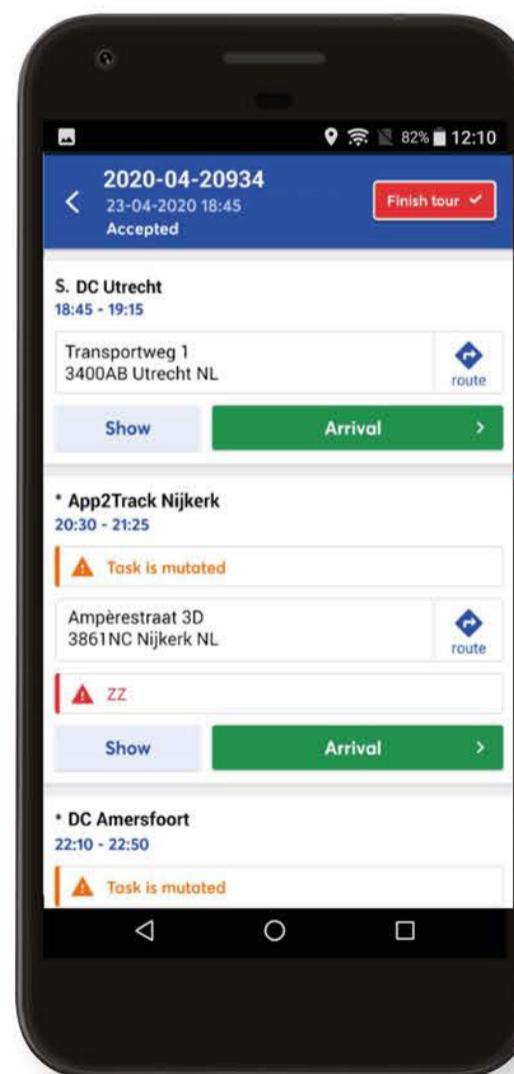 82% 12:10
2020-04-20934
23-04-2020 18:45
Accepted
Finish tour
S. DC Utrecht
18:45 - 19:15
Transportweg 1
3400AB Utrecht NL
route
Show
Arrival
* App2Track Nijkerk
20:30 - 21:25
Task is mutated
Ampèrestraat 3D
3861NC Nijkerk NL
route
ZZ
Show
Arrival
* DC Amersfoort
22:10 - 22:50
Task is mutated